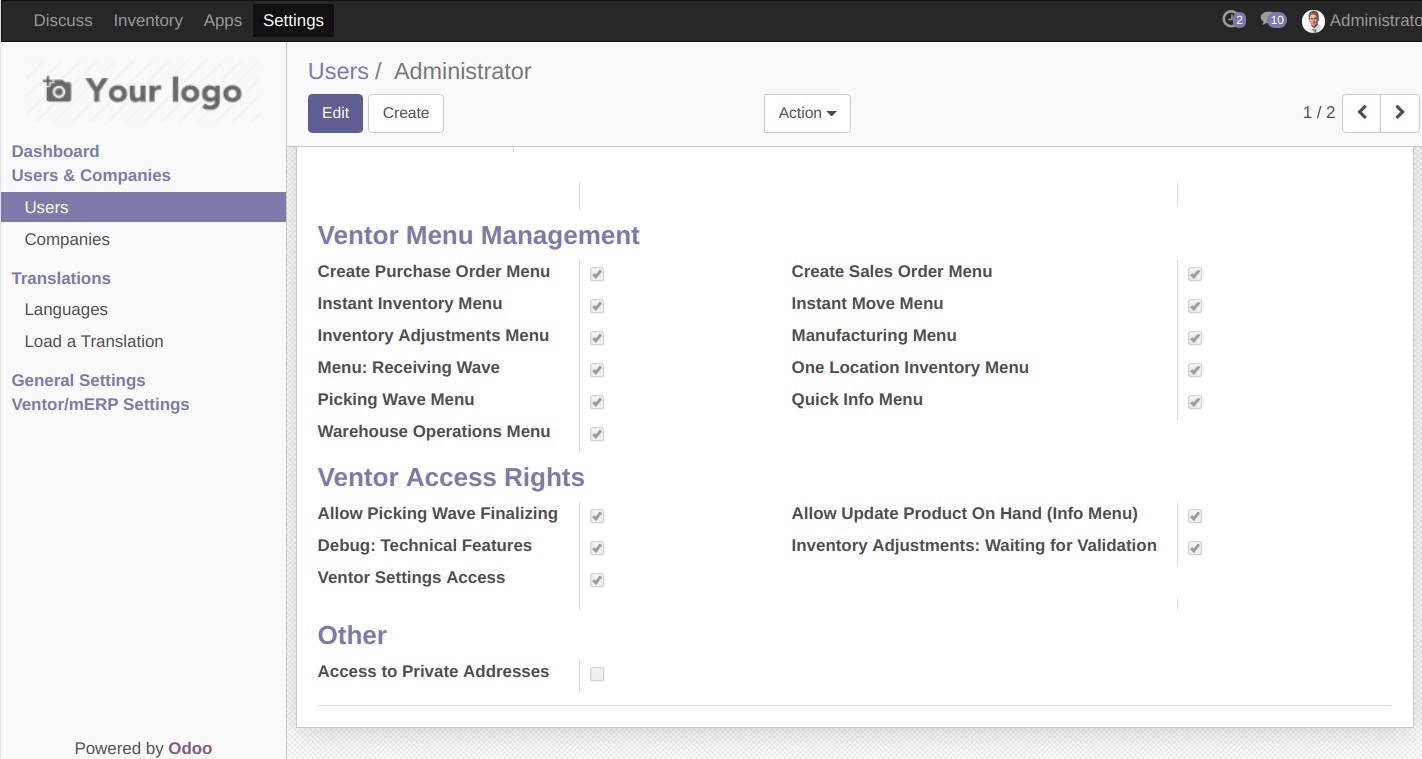 Discuss Inventory Apps Settings 2 10 Administrato
Your logo
Users / Administrator
Edit Create Action 1 / 2
Dashboard
Users & Companies
Users
Companies
Translations
Languages
Load a Translation
General Settings
Ventor/mERP Settings
Powered by Odoo
Ventor Menu Management
Create Purchase Order Menu Create Sales Order Menu
Instant Inventory Menu Instant Move Menu
Inventory Adjustments Menu Manufacturing Menu
Menu: Receiving Wave One Location Inventory Menu
Picking Wave Menu Quick Info Menu
Warehouse Operations Menu
Ventor Access Rights
Allow Picking Wave Finalizing Allow Update Product On Hand (Info Menu)
Debug: Technical Features Inventory Adjustments: Waiting for Validation
Ventor Settings Access
Other
Access to Private Addresses